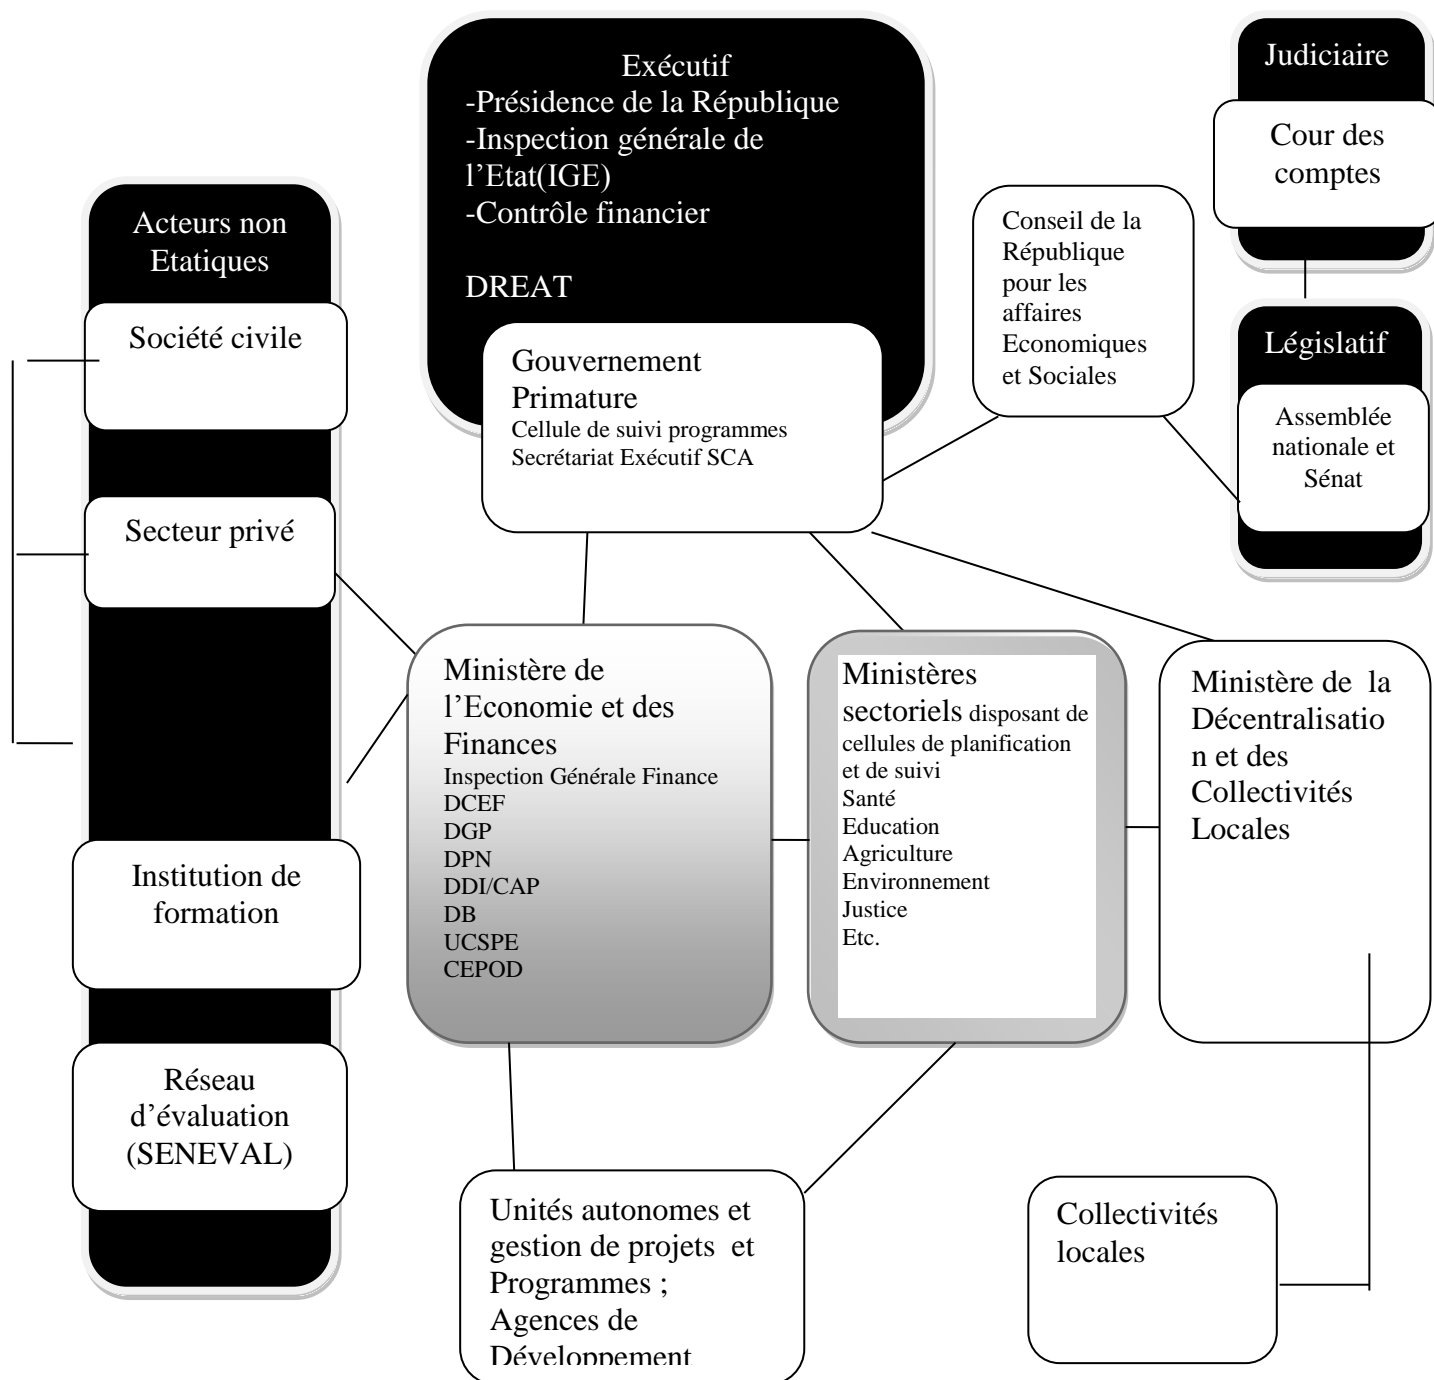 Exécutif
-Présidence de la République
-Inspection générale de
l’Etat(IGE)
-Contrôle financier
DREAT
Gouvernement
Primature
Cellule de suivi programmes
Secrétariat Exécutif SCA
Judiciaire
Cour des
comptes
Conseil de la
République
pour les
affaires
Economiques
et Sociales
Législatif
Assemblée
nationale et
Sénat
Acteurs non
Etatiques
Société civile
Secteur privé
Institution de
formation
Réseau
d’évaluation
(SENEVAL)
Ministère de
l’Economie et des
Finances
Inspection Générale Finance
DCEF
DGP
DPN
DDI/CAP
DB
UCSPE
CEPOD
Ministères
sectoriels disposant de
cellules de planification
et de suivi
Santé
Education
Agriculture
Environnement
Justice
Etc.
Ministère de  la
Décentralisatio
n et des
Collectivités
Locales
Unités autonomes et
gestion de projets  et
Programmes ;
Agences de
Développement
Collectivités
locales